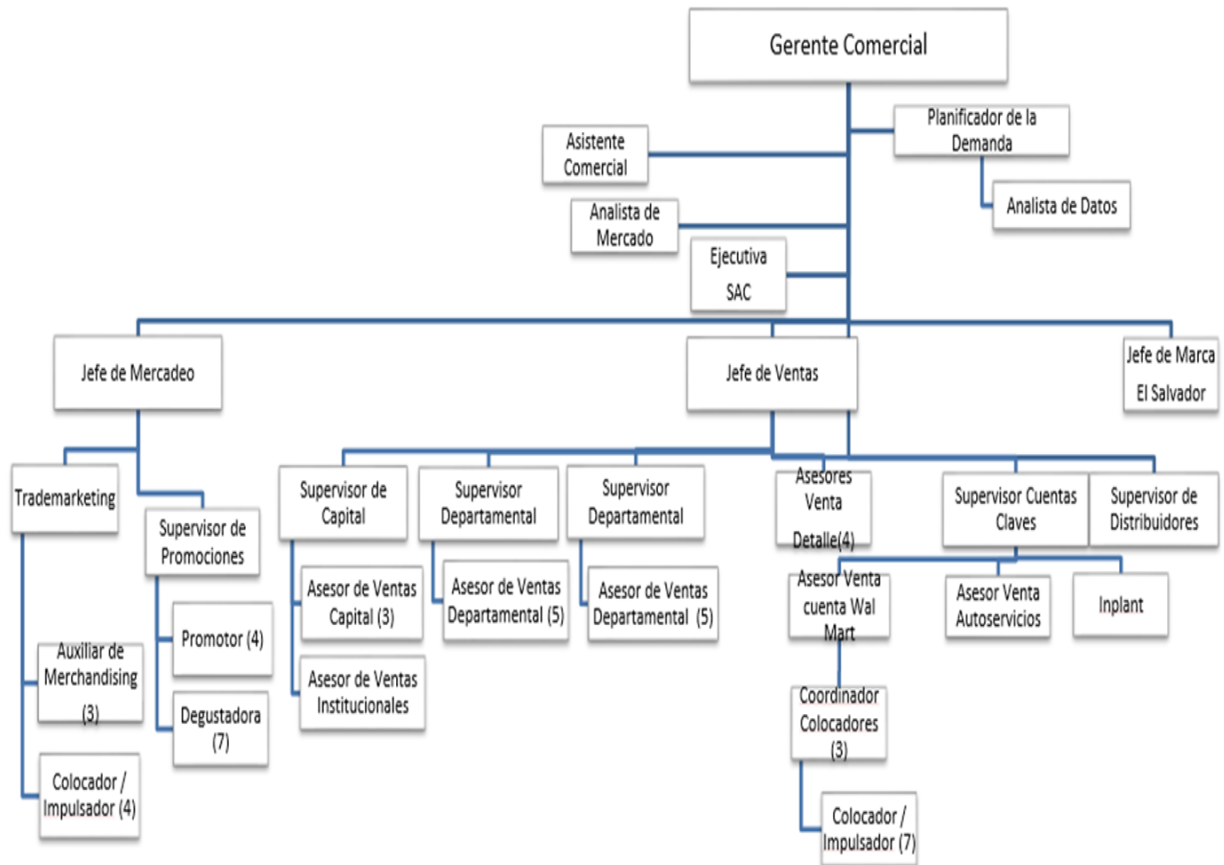 Gerente Comercial
Planificador de la
Demanda
Asistente
Comercial
Analista de Datos
Analista de
Mercado
Ejecutiva
SAC
Jefe de Mercadeo
Jefe de Ventas
Jefe de Marca
El Salvador
Trademarketing
Supervisor de
Promociones
Auxiliar de
Merchandising
(3)
Colocador /
Impulsador (4)
Promotor (4)
Degustadora
(7)
Supervisor de
Capital
Asesor de Ventas
Capital (3)
Asesor de Ventas
Institucionales
Supervisor
Departamental
Asesor de Ventas
Departamental (5)
Supervisor
Departamental
Asesor de Ventas
Departamental (5)
Asesores
Venta
Detalle(4)
Supervisor Cuentas
Claves
Supervisor de
Distribuidores
Asesor Venta
cuenta Wal
Mart
Asesor Venta
Autoservicios
Inplant
Coordinador
Colocadores
(3)
Colocador /
Impulsador (7)